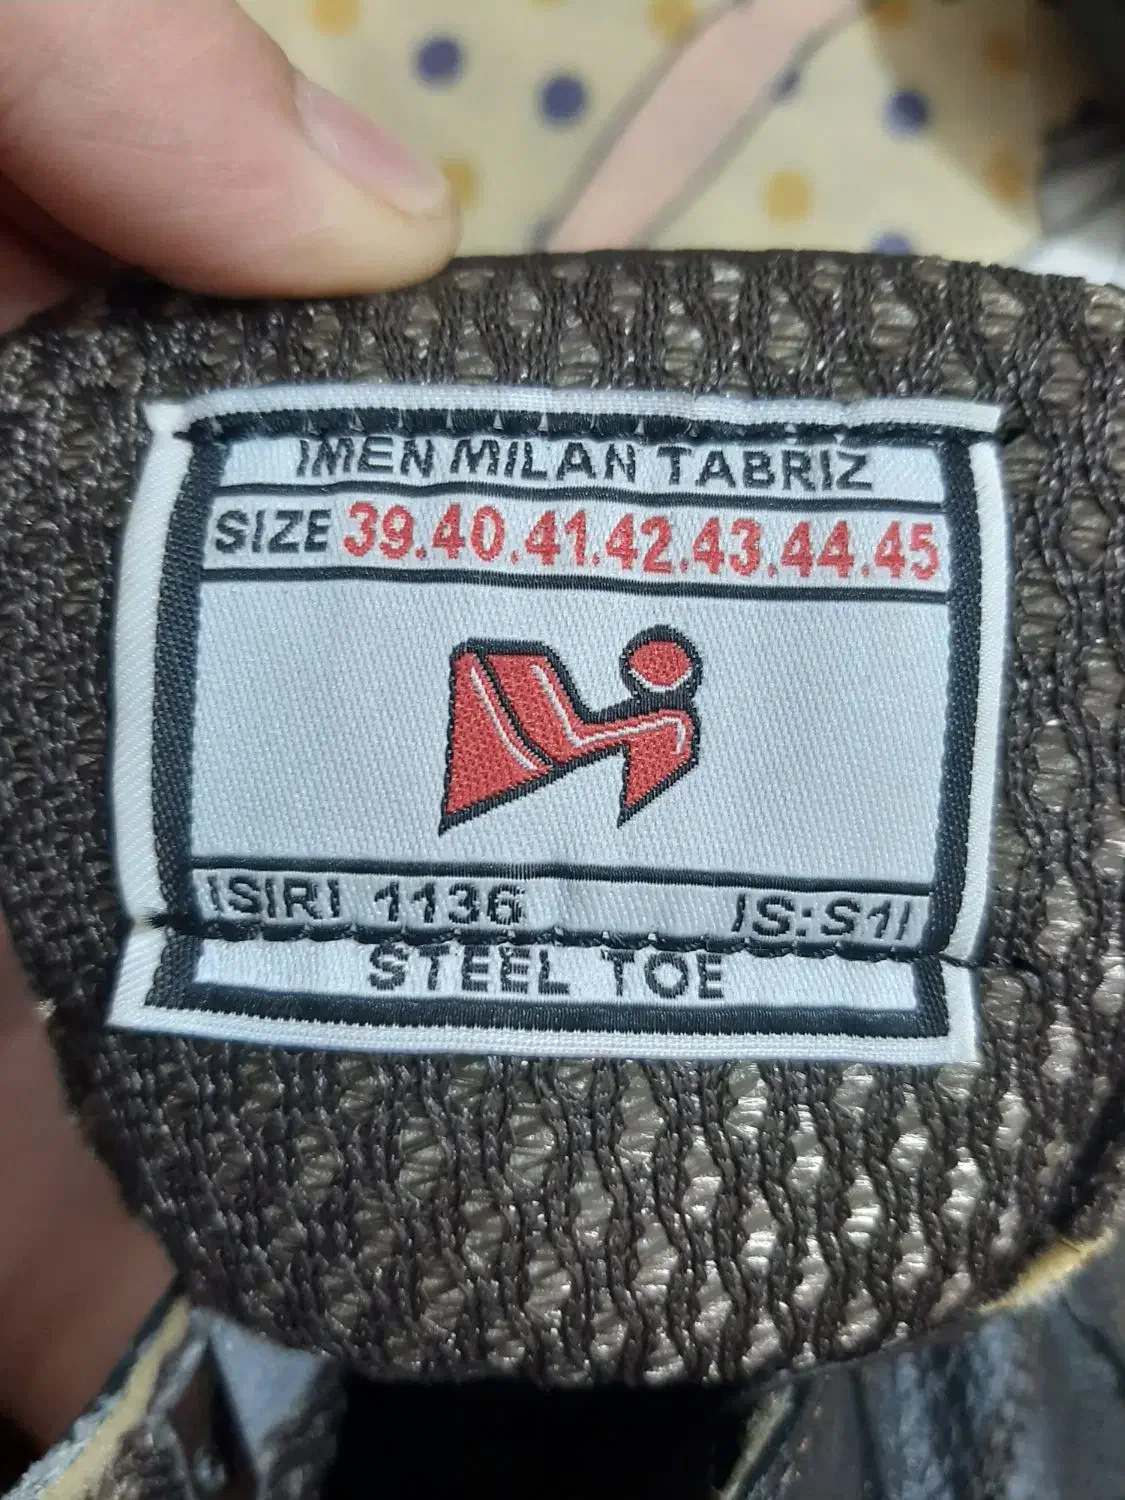 IMEN MILAN TABRIZ
SIZE 39.40.41.42.43.44.45
ISIRI 1136 IS:S1I
STEEL TOE